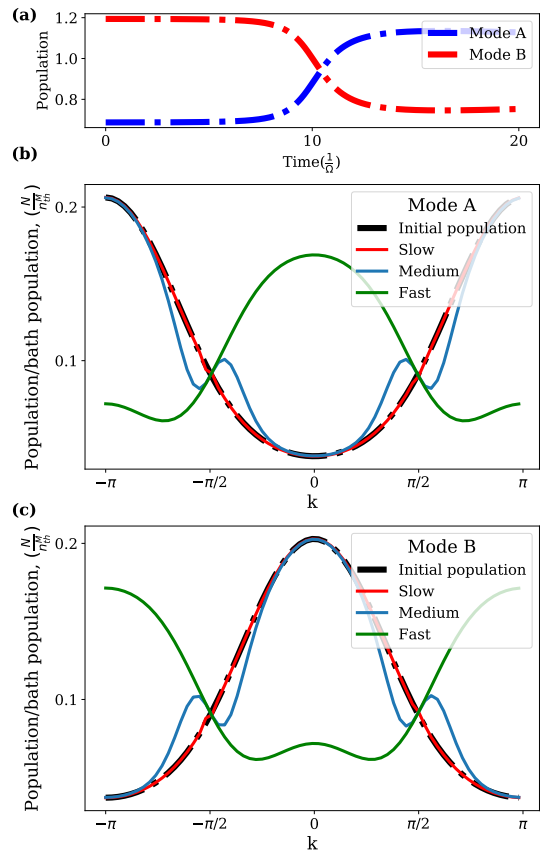 (a)
Population
1.2
1.0
0.8
Mode A
Mode B
0
10
20
Time(1/Ω)
(b)
Population/bath population, (N/n_th^M)
0.2
0.1
Mode A
Initial population
Slow
Medium
Fast
−π
−π/2
0
π/2
π
k
(c)
Population/bath population, (N/n_th^M)
0.2
0.1
Mode B
Initial population
Slow
Medium
Fast
−π
−π/2
0
π/2
π
k